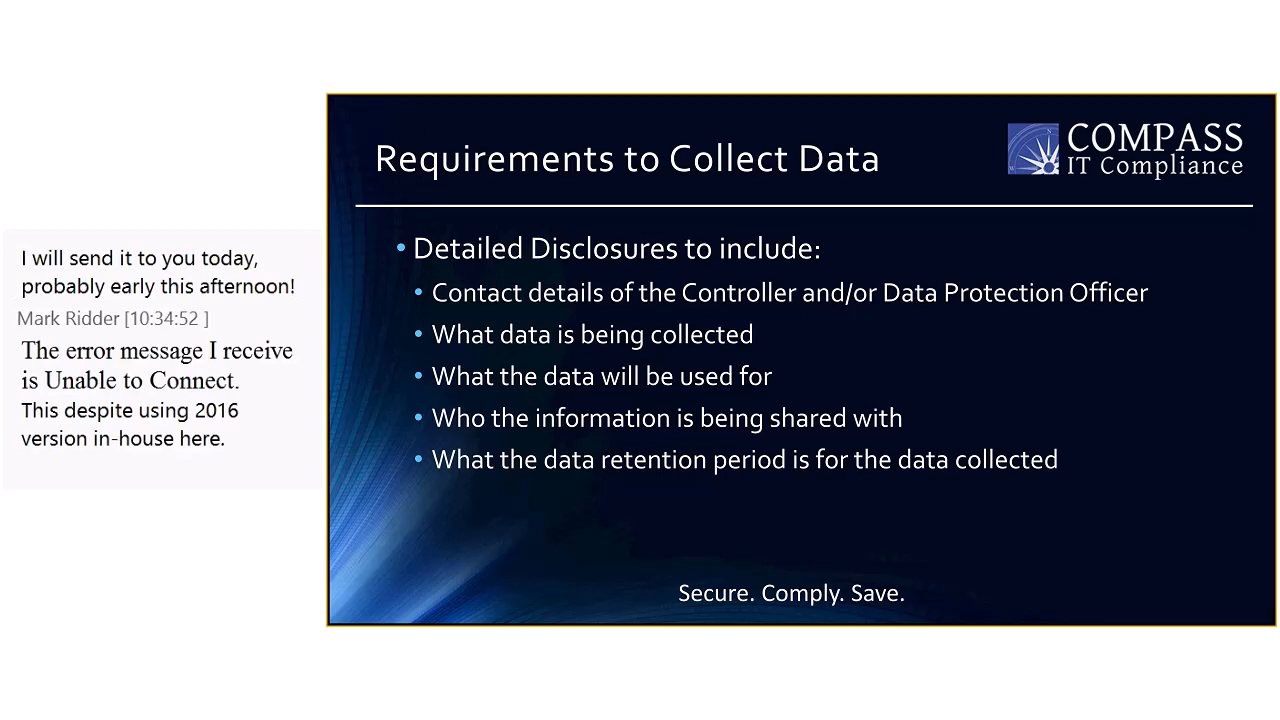 I will send it to you today,
probably early this afternoon!
Mark Ridder [10:34:52 ]
The error message I receive
is Unable to Connect.
This despite using 2016
version in-house here.
Requirements to Collect Data
COMPASS
IT Compliance
• Detailed Disclosures to include:
• Contact details of the Controller and/or Data Protection Officer
• What data is being collected
• What the data will be used for
• Who the information is being shared with
• What the data retention period is for the data collected
Secure. Comply. Save.